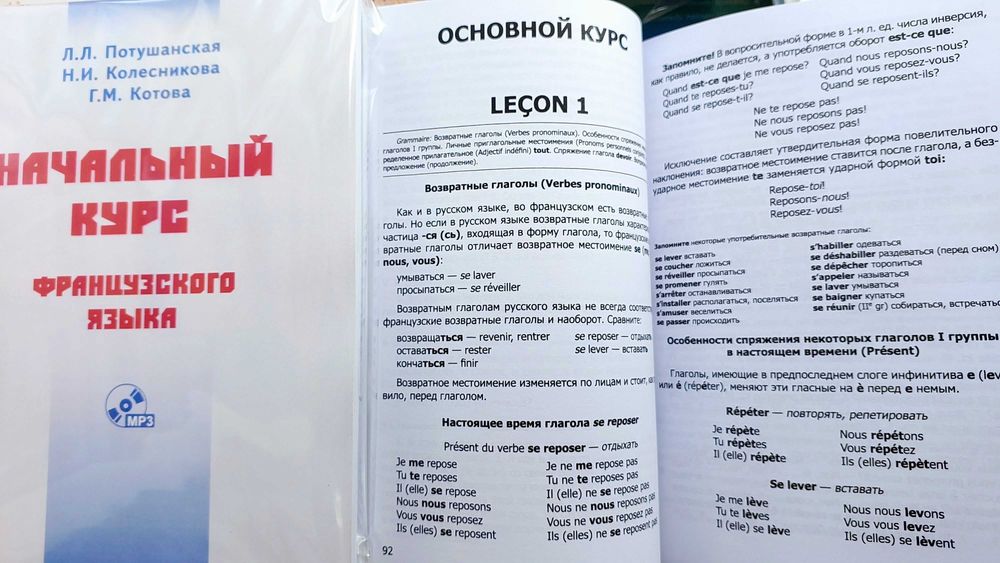 Л.Л. Потушанская
Н.И. Колесникова
Г.М. Котова
НАЧАЛЬНЫЙ
КУРС
ФРАНЦУЗСКОГО
ЯЗЫКА
MP3
ОСНОВНОЙ КУРС
LEÇON 1
Grammaire: Возвратные глаголы (Verbes pronominaux). Особенности спряжения
глаголов 1 группы. Личные приглагольные местоимения (Pronoms personnels
ределенное прилагательное (Adjectif indéfini) tout. Спряжение глагола devoir.
предложение (продолжение).
Возвратные глаголы (Verbes pronominaux)
Как и в русском языке, во французском есть возвратные
голы. Но если в русском языке возвратные глаголы характер
частица -ся (сь), входящая в форму глагола, то французские
вратные глаголы отличает возвратное местоимение se
nous, vous):
умываться — se laver
просыпаться — se réveiller
Возвратным глаголам русского языка не всегда соответс
французские возвратные глаголы и наоборот. Сравните:
возвращаться — revenir, rentrer se reposer — отдыхать
оставаться — rester se lever — вставать
кончаться — finir
Возвратное местоимение изменяется по лицам и стоит, как
вило, перед глаголом.
Настоящее время глагола se reposer
Présent du verbe se reposer — отдыхать
Je me repose Je ne me repose pas
Tu te reposes Tu ne te reposes pas
Il (elle) se repose Il (elle) ne se repose pas
Nous nous reposons Nous ne nous reposons pas
Vous vous reposez Vous ne vous reposez pas
Ils (elles) se reposent Ils (elles) ne se reposent pas
92
Запомните! В вопросительной форме в 1-м л. ед. числа инверсия,
как правило, не делается, а употребляется оборот est-ce que:
Quand est-ce que je me repose? Quand nous reposons-nous?
Quand te reposes-tu? Quand vous reposez-vous?
Quand se repose-t-il? Quand se reposent-ils?
Ne te repose pas!
Ne nous reposons pas!
Ne vous reposez pas!
Исключение составляет утвердительная форма повелительного
наклонения: возвратное местоимение ставится после глагола, а без-
ударное местоимение te заменяется ударной формой toi:
Repose-toi!
Reposons-nous!
Reposez-vous!
Запомните некоторые употребительные возвратные глаголы:
se lever вставать s'habiller одеваться
se coucher ложиться se déshabiller раздеваться (перед сном)
se réveiller просыпаться se dépêcher торопиться
se promener гулять s'appeler называться
s'arrêter останавливаться se laver умываться
s'installer располагаться, поселяться se baigner купаться
s'amuser веселиться se réunir (IIe gr) собираться, встречать
se passer происходить
Особенности спряжения некоторых глаголов I группы
в настоящем времени (Présent)
Глаголы, имеющие в предпоследнем слоге инфинитива e (lev
или é (répéter), меняют эти гласные на è перед e немым.
Répéter — повторять, репетировать
Je répète Nous répétons
Tu répètes Vous répétez
Il (elle) répète Ils (elles) répètent
Se lever — вставать
Je me lève Nous nous levons
Tu te lèves Vous vous levez
Il (elle) se lève Ils (elles) se lèvent